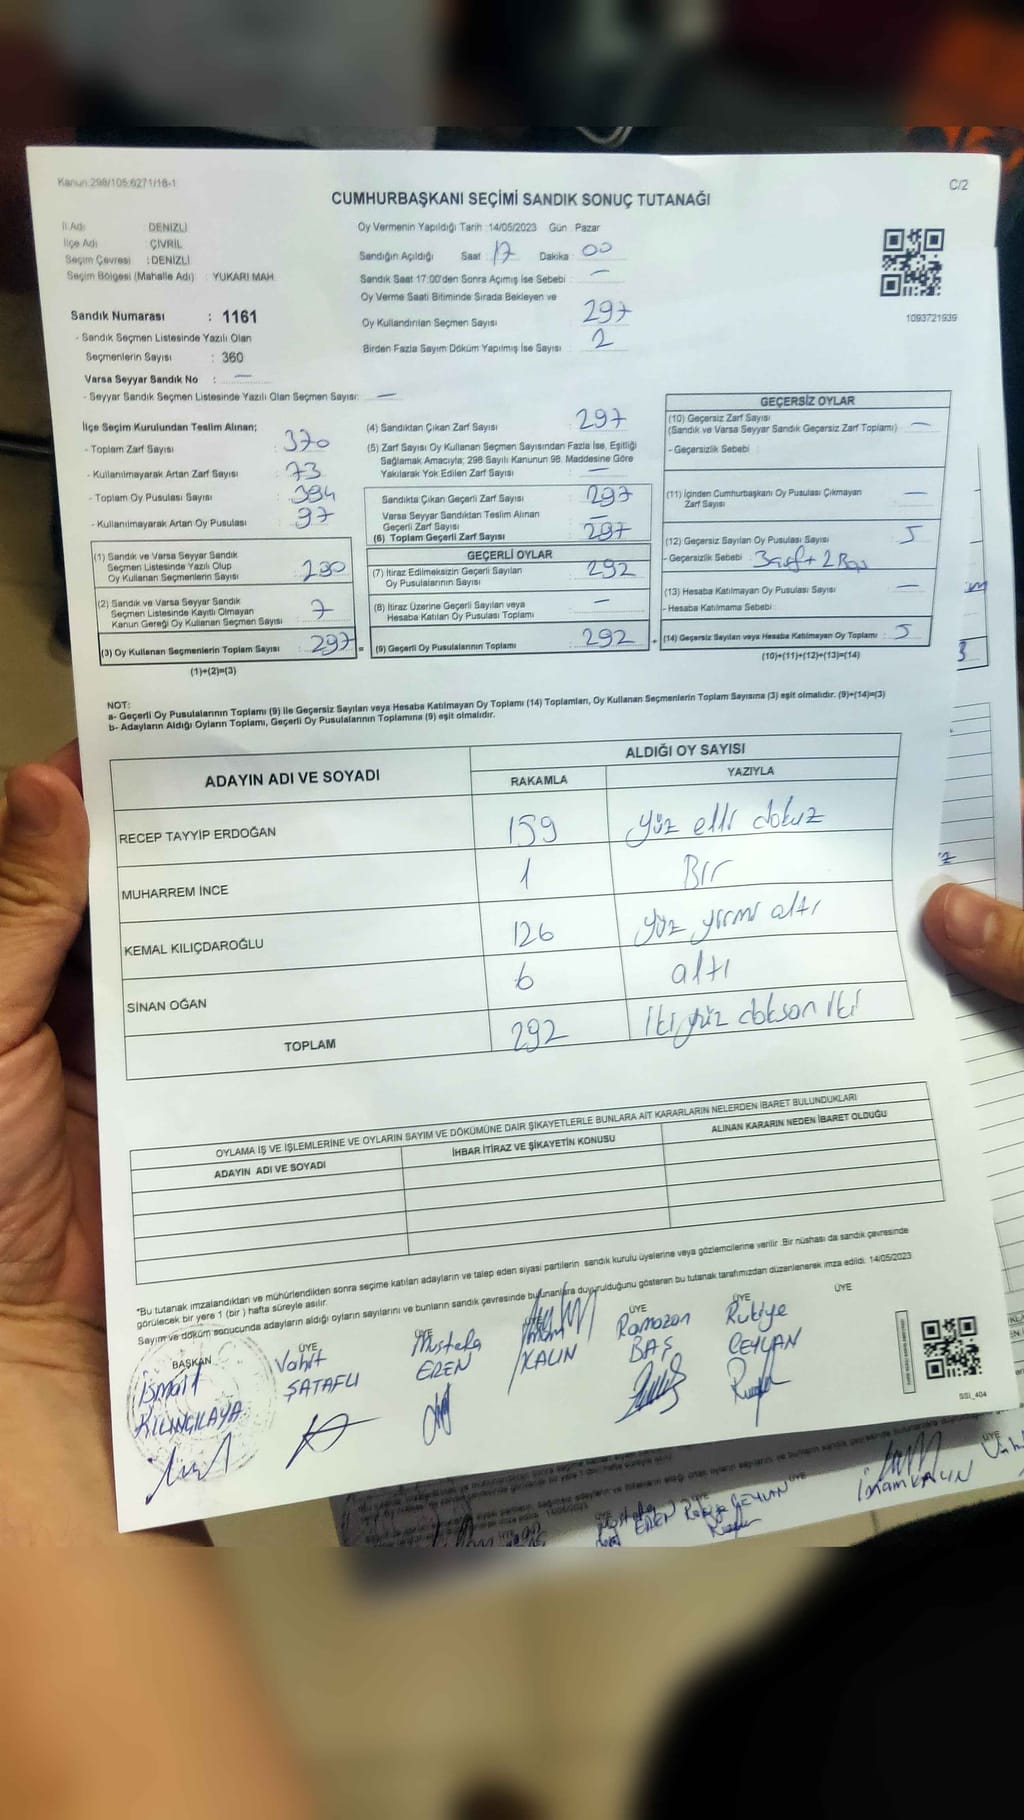 Kanun:298/105;6271/18-1
C/2
CUMHURBAŞKANI SEÇİMİ SANDIK SONUÇ TUTANAĞI
İl Adı DENİZLİ
İlçe Adı ÇİVRİL
Seçim Çevresi : DENİZLİ
Seçim Bölgesi (Mahalle Adı) : YUKARI MAH.
Sandık Numarası : 1161
- Sandık Seçmen Listesinde Yazılı Olan
Seçmenlerin Sayısı : 360
Varsa Seyyar Sandık No : —
- Seyyar Sandık Seçmen Listesinde Yazılı Olan Seçmen Sayısı: —
Oy Vermenin Yapıldığı Tarih :14/05/2023 Gün Pazar
Sandığın Açıldığı Saat : 17 Dakika : 00
Sandık Saat 17:00'den Sonra Açımış İse Sebebi : —
Oy Verme Saati Bitiminde Sırada Bekleyen ve
Oy Kullandırılan Seçmen Sayısı : 297
Birden Fazla Sayım Döküm Yapılmış İse Sayısı : 2
1093721939
İlçe Seçim Kurulundan Teslim Alınan;
- Toplam Zarf Sayısı : 370
- Kullanılmayarak Artan Zarf Sayısı : 73
- Toplam Oy Pusulası Sayısı : 394
- Kullanılmayarak Artan Oy Pusulası : 97
(1) Sandık ve Varsa Seyyar Sandık
Seçmen Listesinde Yazılı Olup
Oy Kullanan Seçmenlerin Sayısı : 290
(2) Sandık ve Varsa Seyyar Sandık
Seçmen Listesinde Kayıtlı Olmayan
Kanun Gereği Oy Kullanan Seçmen Sayısı : 7
(3) Oy Kullanan Seçmenlerin Toplam Sayısı : 297 =
(1)+(2)=(3)
(4) Sandıktan Çıkan Zarf Sayısı : 297
(5) Zarf Sayısı Oy Kullanan Seçmen Sayısından Fazla İse, Eşitliği
Sağlamak Amacıyla; 298 Sayılı Kanunun 98. Maddesine Göre
Yakılarak Yok Edilen Zarf Sayısı : —
Sandıkta Çıkan Geçerli Zarf Sayısı : 297
Varsa Seyyar Sandıktan Teslim Alınan
Geçerli Zarf Sayısı : —
(6) Toplam Geçerli Zarf Sayısı : 297
GEÇERLİ OYLAR
(7) İtiraz Edilmeksizin Geçerli Sayılan
Oy Pusulalarının Sayısı : 292
(8) İtiraz Üzerine Geçerli Sayılan veya
Hesaba Katılan Oy Pusulası Toplamı : —
(9) Geçerli Oy Pusulalarının Toplamı : 292 +
GEÇERSİZ OYLAR
(10) Geçersiz Zarf Sayısı
(Sandık ve Varsa Seyyar Sandık Geçersiz Zarf Toplamı) : —
- Geçersizlik Sebebi :
(11) İçinden Cumhurbaşkanı Oy Pusulası Çıkmayan
Zarf Sayısı : —
(12) Geçersiz Sayılan Oy Pusulası Sayısı : 5
- Geçersizlik Sebebi :
(13) Hesaba Katılmayan Oy Pusulası Sayısı : —
- Hesaba Katılmama Sebebi :
(14) Geçersiz Sayılan veya Hesaba Katılmayan Oy Toplamı : 5
(10)+(11)+(12)+(13)=(14)
NOT:
a- Geçerli Oy Pusulalarının Toplamı (9) ile Geçersiz Sayılan veya Hesaba Katılmayan Oy Toplamı (14) Toplamları, Oy Kullanan Seçmenlerin Toplam Sayısına (3) eşit olmalıdır. (9)+(14)=(3)
b- Adayların Aldığı Oyların Toplamı, Geçerli Oy Pusulalarının Toplamına (9) eşit olmalıdır.
ADAYIN ADI VE SOYADI
ALDIĞI OY SAYISI
RAKAMLA YAZIYLA
RECEP TAYYİP ERDOĞAN 159 yüz elli dokuz
MUHARREM İNCE 1 Bir
KEMAL KILIÇDAROĞLU 126 yüz yirmi altı
SİNAN OĞAN 6 altı
TOPLAM 292 iki yüz doksan iki
OYLAMA İŞ VE İŞLEMLERİNE VE OYLARIN SAYIM VE DÖKÜMÜNE DAİR ŞİKAYETLERLE BUNLARA AİT KARARLARIN NELERDEN İBARET BULUNDUKLARI
ADAYIN ADI VE SOYADI İHBAR İTİRAZ VE ŞİKAYETİN KONUSU ALINAN KARARIN NEDEN İBARET OLDUĞU
*Bu tutanak imzalandıktan ve mühürlendikten sonra seçime katılan adayların ve talep eden siyasi partilerin sandık kurulu üyelerine veya gözlemcilerine verilir .Bir nüshası da sandık çevresinde
görülecek bir yere 1 (bir ) hafta süreyle asılır.
Sayım ve döküm sonucunda adayların aldığı oyların sayılarını ve bunların sandık çevresinde bulunanlara duyurulduğunu gösteren bu tutanak tarafımızdan düzenlenerek imza edildi. 14/05/2023
BAŞKAN ÜYE ÜYE ÜYE ÜYE ÜYE
İsmail Vahit Mustafa Ramazan Rukiye
KILINÇKAYA ŞATAFLI EREN KALIN BAŞ CEYLAN
SSİ_404